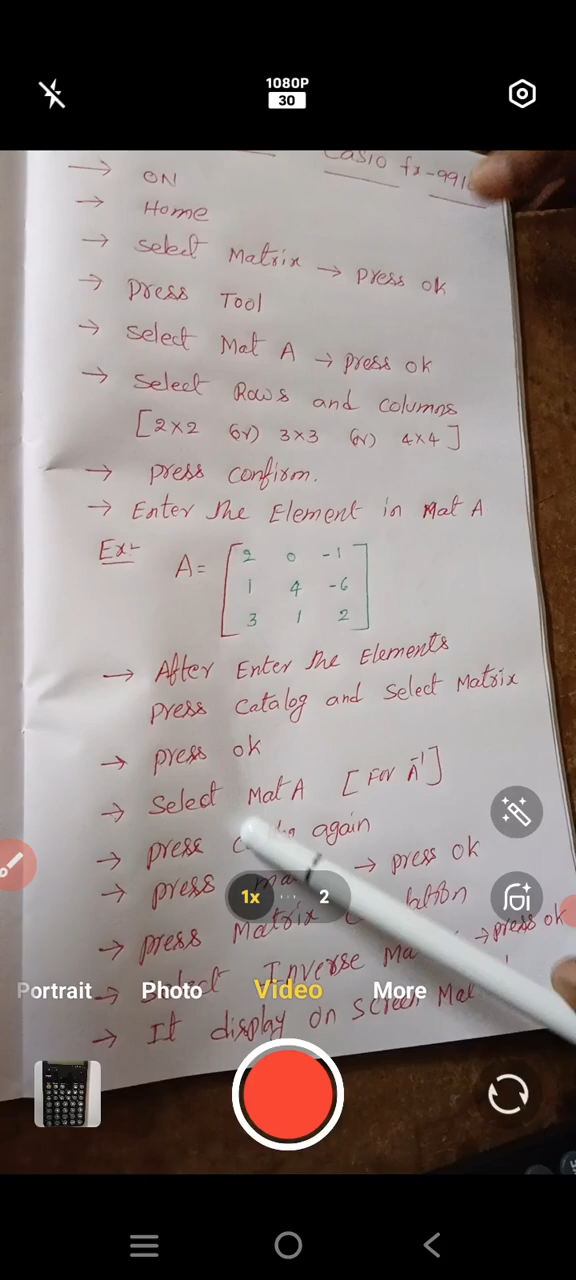 1080P
30
Casio fx-991
→ ON
→ Home
→ Select Matrix → press ok
→ press Tool
→ Select Mat A → press ok
→ Select Rows and columns
[2×2 (or) 3×3 (or) 4×4]
→ press confirm.
→ Enter the Element in Mat A
Ex:-
A= [2 0 -1
1 4 -6
3 1 2]
→ After Enter the Elements
press Catalog and Select Matrix
→ press ok
→ Select Mat A [For A⁻¹]
→ press again
→ press → press ok
→ press Matrix
→ Select Inverse → press ok
→ It display on screen
1x 2
Portrait Photo Video More